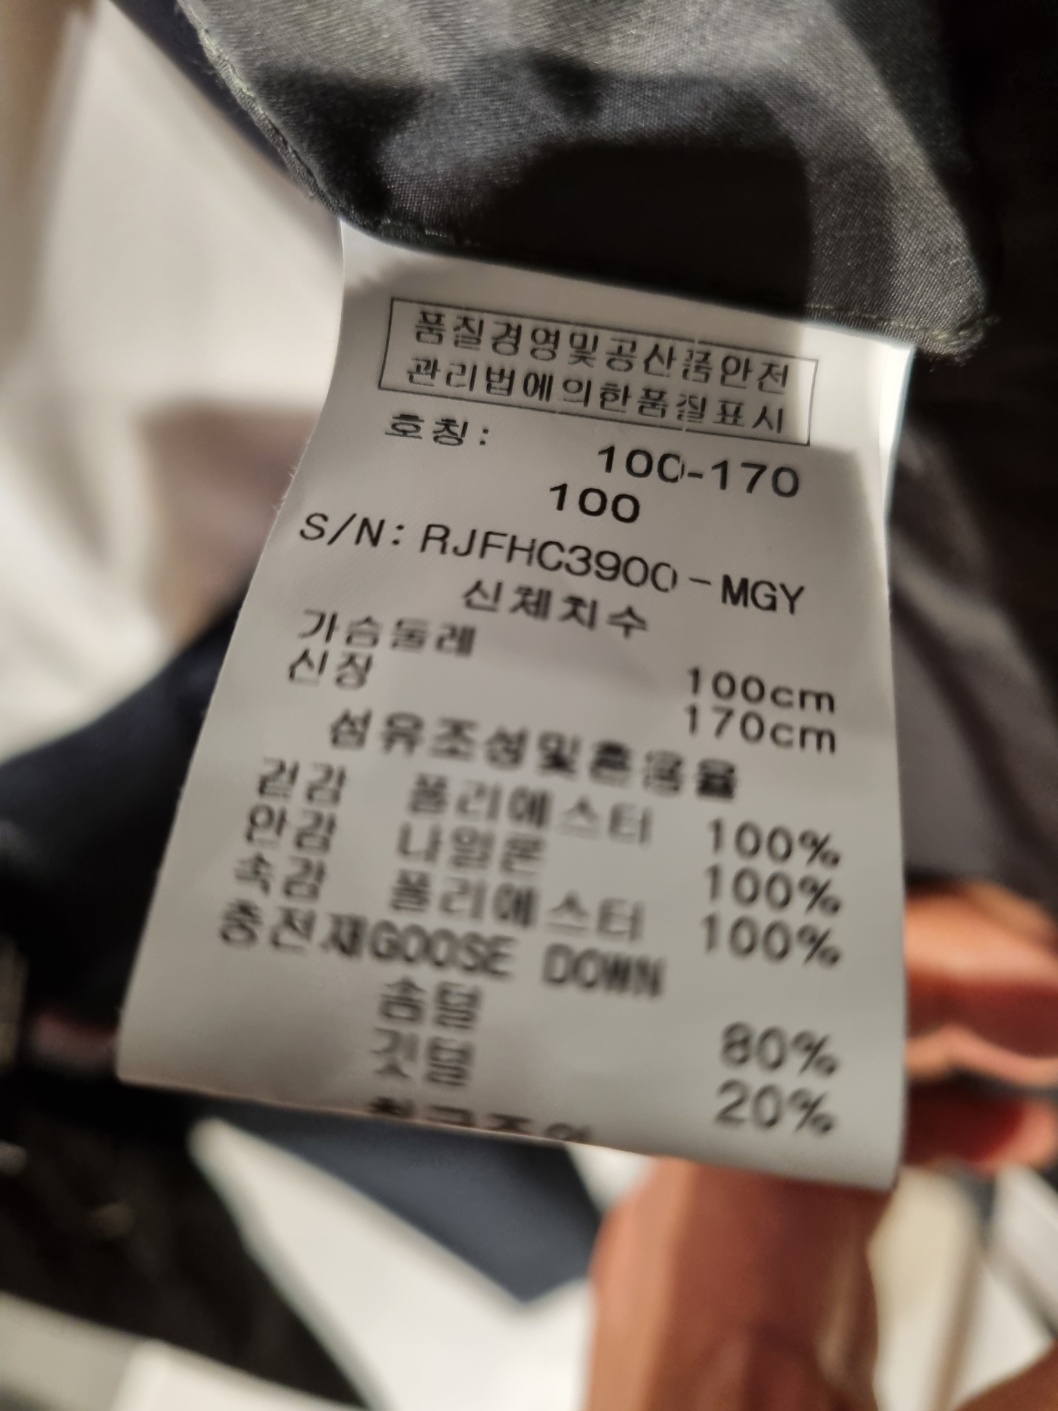 품질경영및공산품안전
관리법에의한품질표시
호칭: 100-170
100
S/N: RJFHC3900-MGY
신체치수
가슴둘레 100cm
신장 170cm
섬유조성및혼용율
겉감 폴리에스터 100%
안감 나일론 100%
속감 폴리에스터 100%
충전재GOOSE DOWN
솜털 80%
깃털 20%